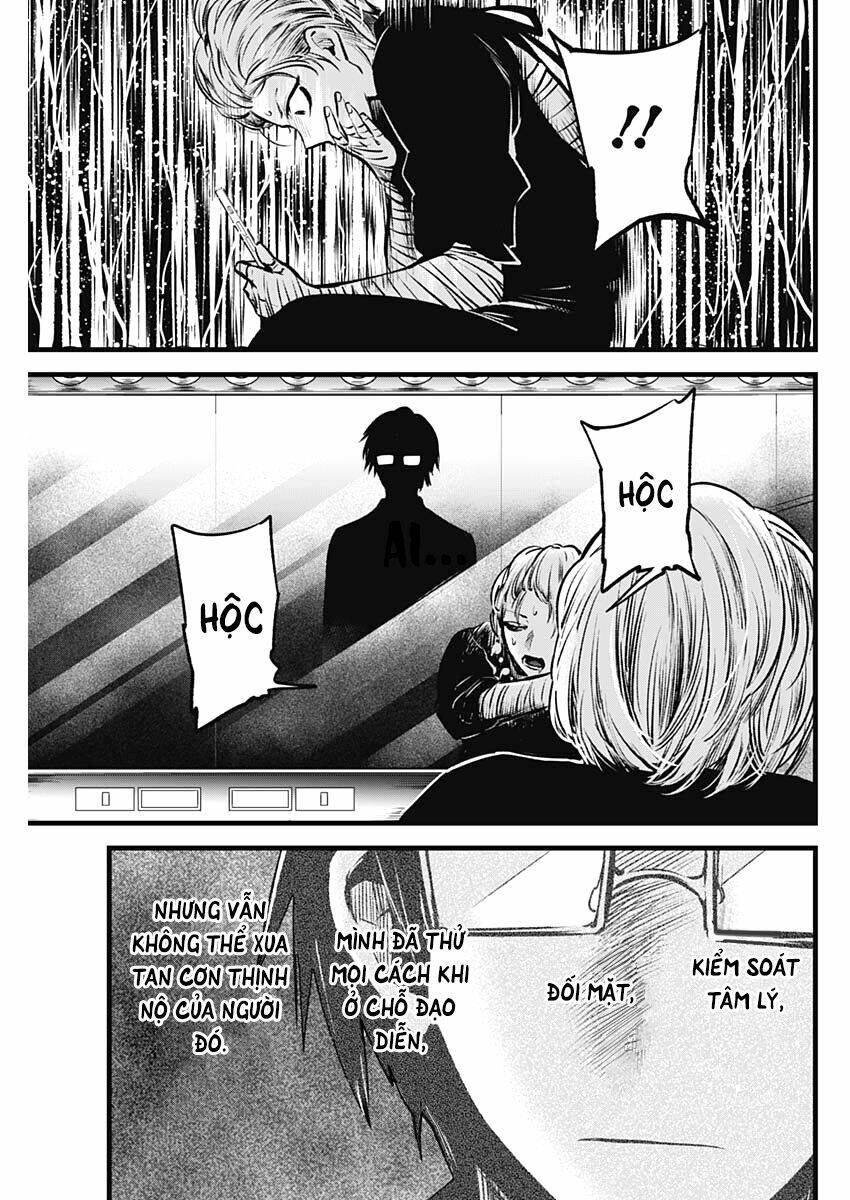 !!
HỘC
AI...
HỘC
KIỂM SOÁT
TÂM LÝ,
ĐỐI MẶT,
MÌNH ĐÃ THỬ
MỌI CÁCH KHI
Ở CHỖ ĐẠO
DIỄN,
NHƯNG VẪN
KHÔNG THỂ XUA
TAN CƠN THỊNH
NỘ CỦA NGƯỜI
ĐÓ.